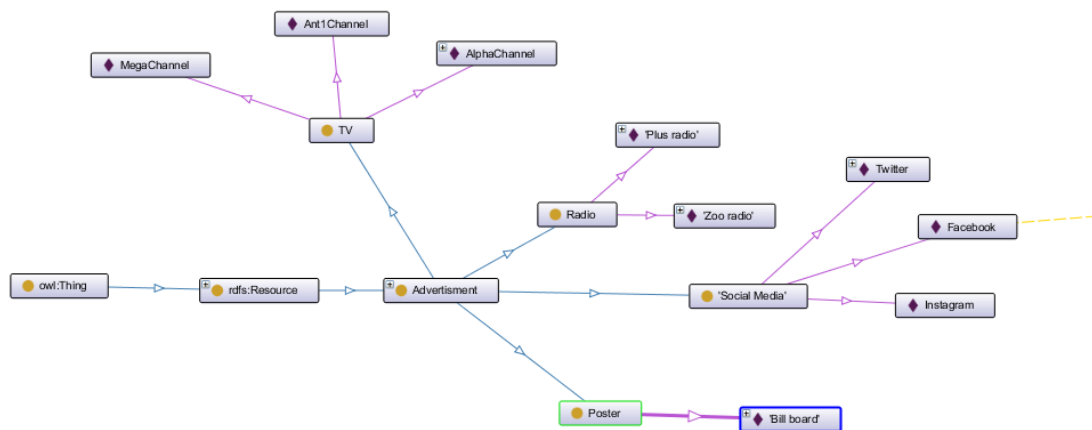 Ant1Channel
MegaChannel
AlphaChannel
TV
'Plus radio'
Twitter
Radio
'Zoo radio'
Facebook
owl:Thing
rdfs:Resource
Advertisment
'Social Media'
Instagram
Poster
'Bill board'